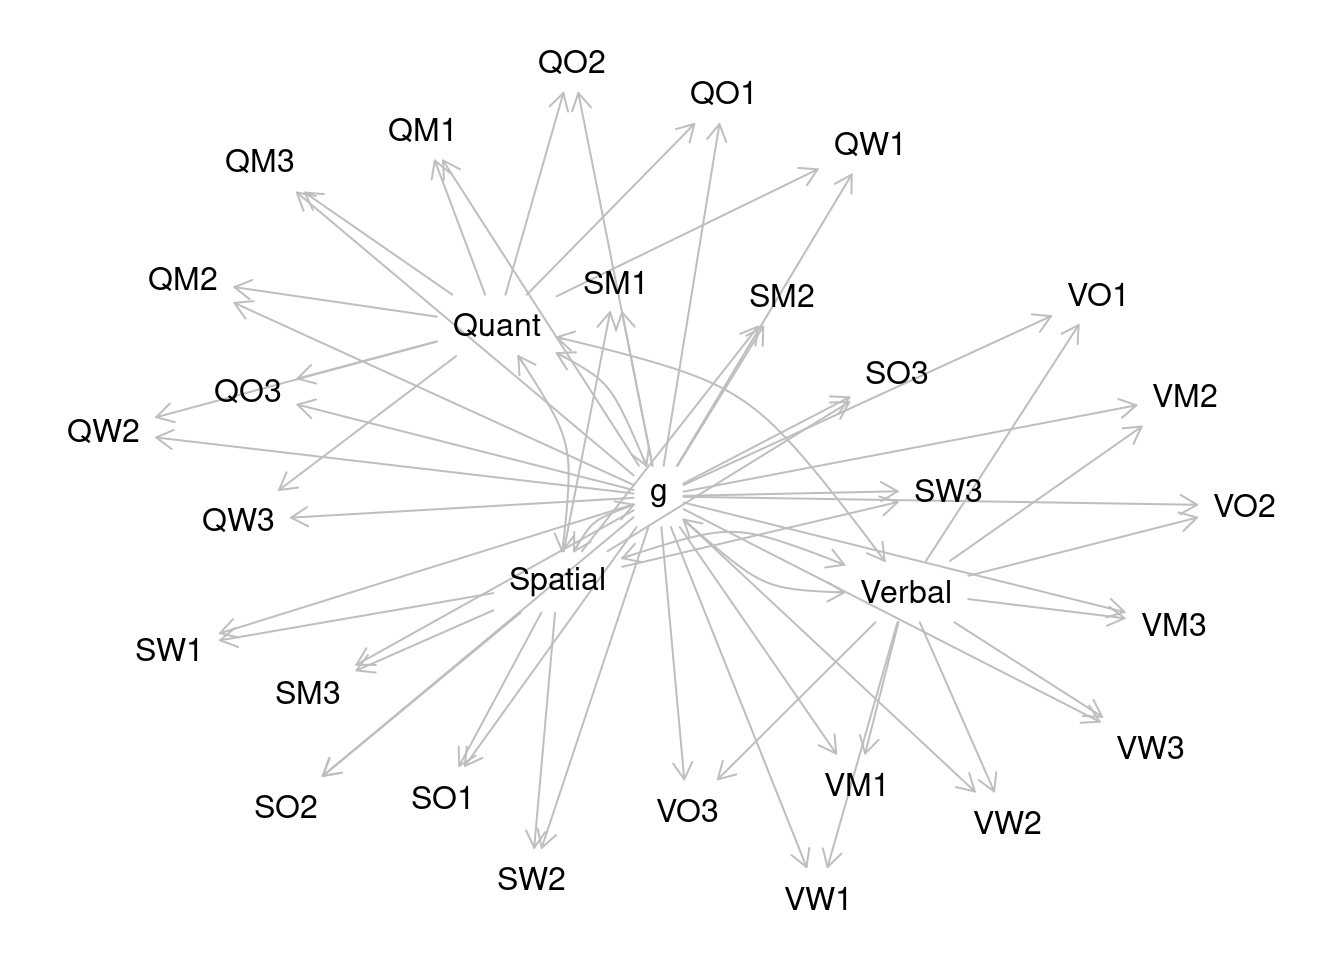 QO2
QO1
QM1
QW1
QM3
QM2
SM1
SM2
VO1
Quant
SO3
QO3
VM2
QW2
g
SW3
VO2
QW3
Spatial
Verbal
VM3
SW1
SM3
VW3
VM1
SO1
SO2
VO3
VW2
SW2
VW1